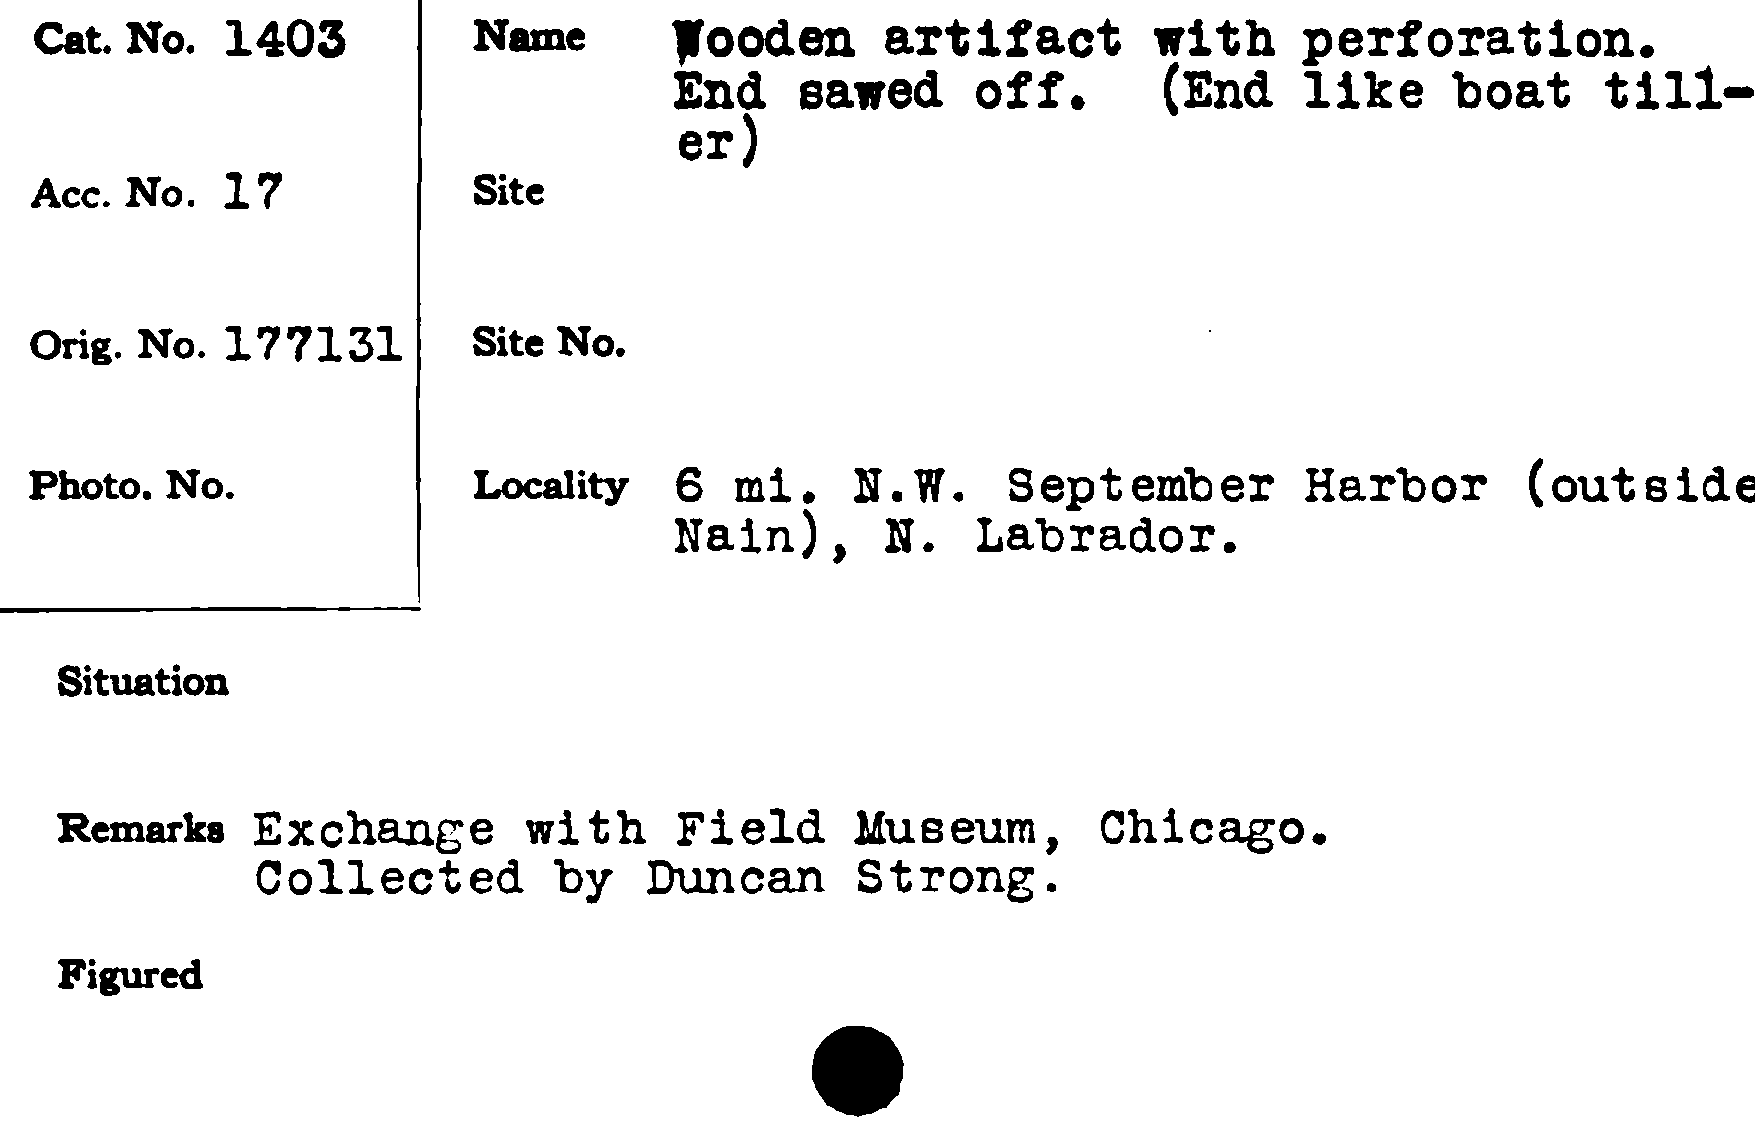 Cat. No. 1403
Name Wooden artifact with perforation.
End sawed off. (End like boat till-
er)
Acc. No. 17
Site
Orig. No. 177131
Site No.
Photo. No.
Locality 6 mi. N.W. September Harbor (outside
Nain), N. Labrador.
Situation
Remarks Exchange with Field Museum, Chicago.
Collected by Duncan Strong.
Figured